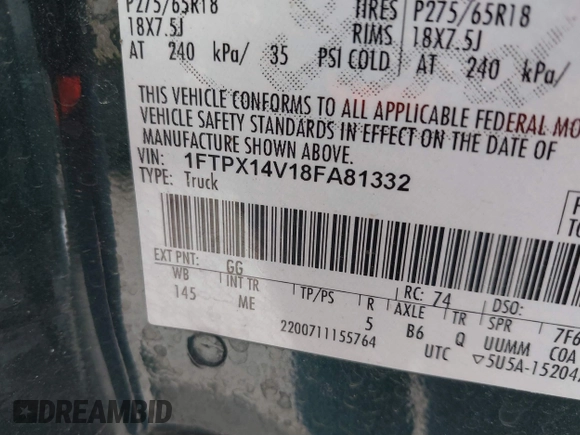 P275/65R18 TIRES P275/65R18
18X7.5J RIMS 18X7.5J
AT 240 kPa/ 35 PSI COLD AT 240 kPa/
THIS VEHICLE CONFORMS TO ALL APPLICABLE FEDERAL MO
VEHICLE SAFETY STANDARDS IN EFFECT ON THE DATE OF
MANUFACTURE SHOWN ABOVE.
VIN: 1FTPX14V18FA81332
TYPE: Truck
EXT PNT: GG RC: 74 DSO:
WB INT TR TP/PS R AXLE TR SPR 7F6
145 ME 5 B6 Q UUMM COA
2200711155764 UTC ▽5U5A-15204
DREAMBID